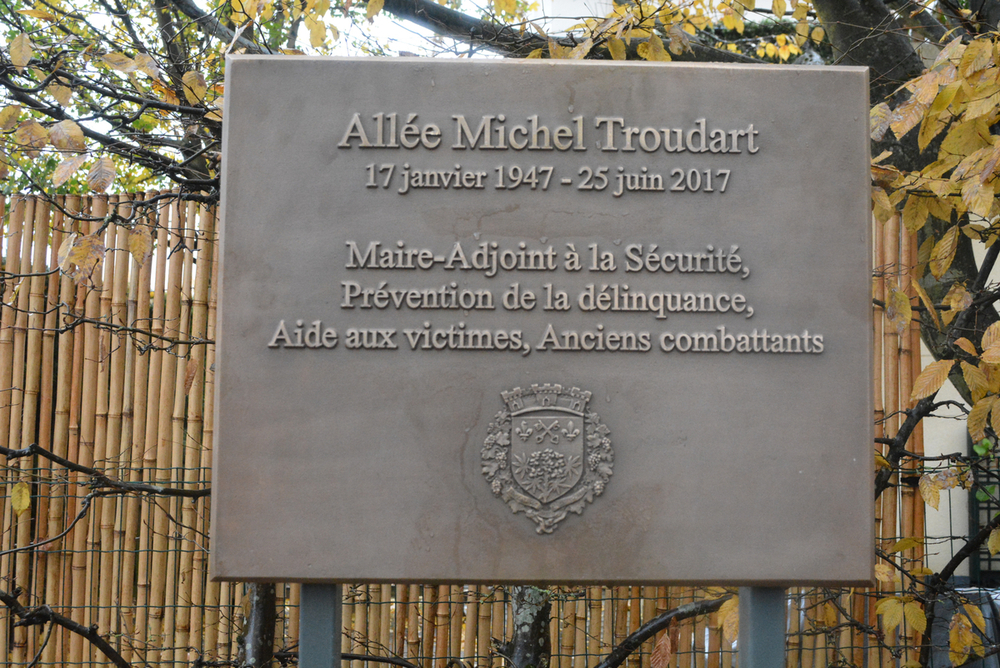 Allée Michel Troudart
17 janvier 1947 - 25 juin 2017
Maire-Adjoint à la Sécurité,
Prévention de la délinquance,
Aide aux victimes, Anciens combattants